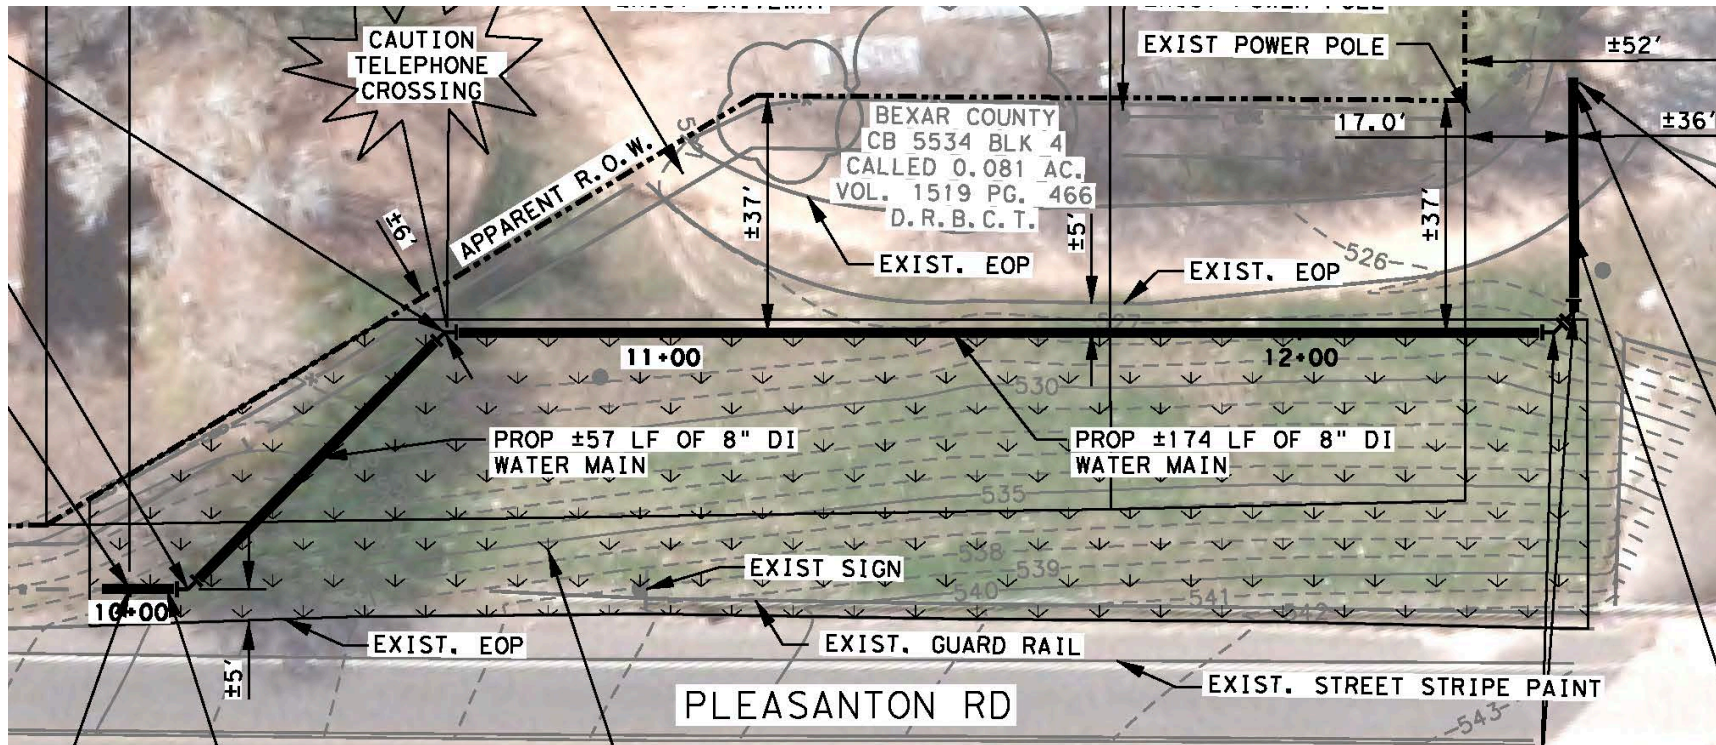 CAUTION
TELEPHONE
CROSSING
EXIST POWER POLE
±52'
BEXAR COUNTY
CB 5534 BLK 4
CALLED 0.081 AC.
VOL. 1519 PG. 466
D.R.B.C.T.
17.0'
±36'
APPARENT R.O.W.
±6'
±37'
±5'
±37'
EXIST. EOP
EXIST. EOP
526
527
11+00
12+00
530
PROP ±57 LF OF 8" DI
WATER MAIN
PROP ±174 LF OF 8" DI
WATER MAIN
535
538
539
540
541
542
EXIST SIGN
10+00
EXIST. EOP
EXIST. GUARD RAIL
±5'
PLEASANTON RD
EXIST. STREET STRIPE PAINT
543